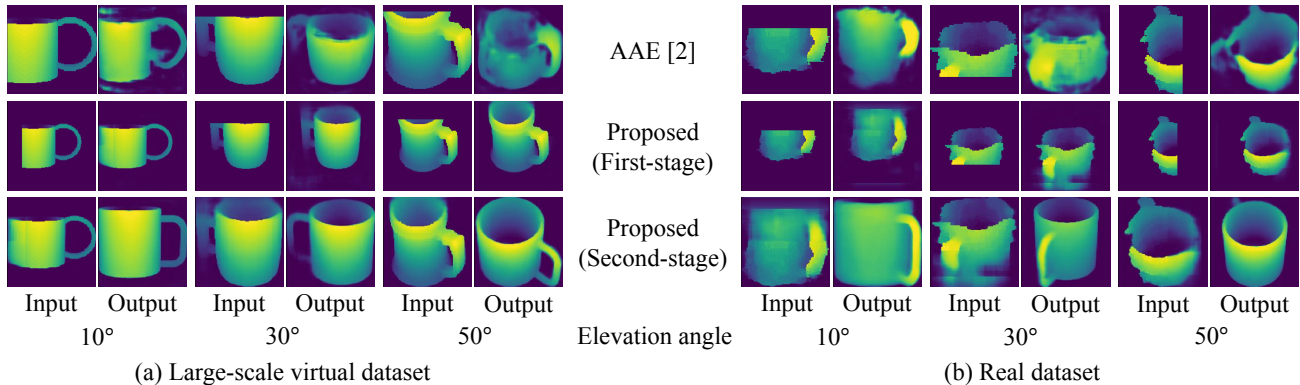 AAE [2]
Proposed
(First-stage)
Proposed
(Second-stage)
Input Output Input Output Input Output Input Output Input Output Input Output
10° 30° 50° Elevation angle 10° 30° 50°
(a) Large-scale virtual dataset (b) Real dataset